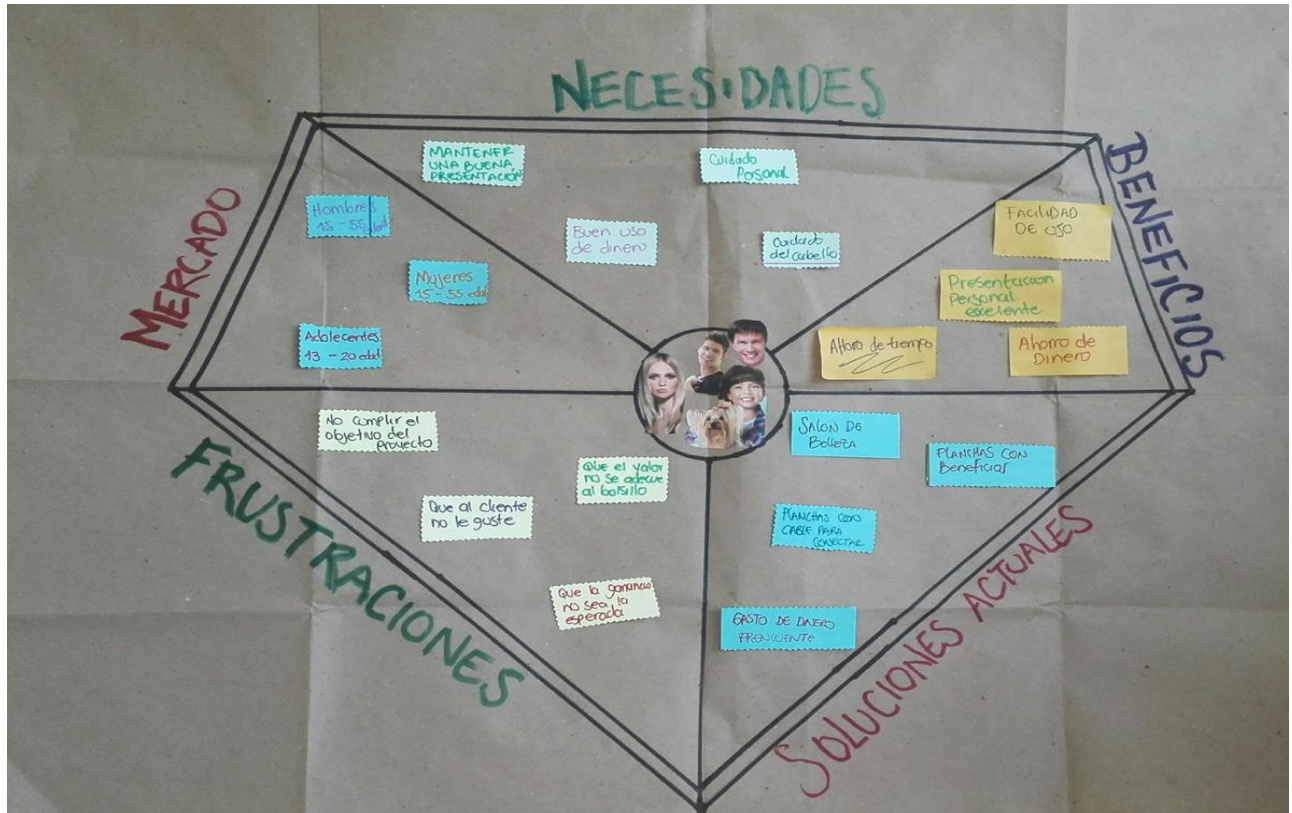 NECESIDADES
MANTENER
UNA BUENA
PRESENTACIÓN
Cuidado
Personal
Buen uso
de dinero
Cuidado
del cabello
BENEFICIOS
FACILIDAD
DE USO
Presentacion
Personal
exelente
Ahorro de tiempo
Ahorro de
Dinero
MERCADO
Hombres
15 - 55 edad
Mujeres
15 - 55 edad
Adolecentes
13 - 20 edad
FRUSTRACIONES
No cumplir el
objetivo del
Proyecto
Que el valor
no se adecue
al bolsillo
Que al cliente
no le guste
Que la ganancia
no sea la
esperada
SOLUCIONES ACTUALES
SALON DE
Belleza
PLANCHAS CON
Beneficios
PLANCHAS CON
CABLE PARA
CONECTAR
GASTO DE DINERO